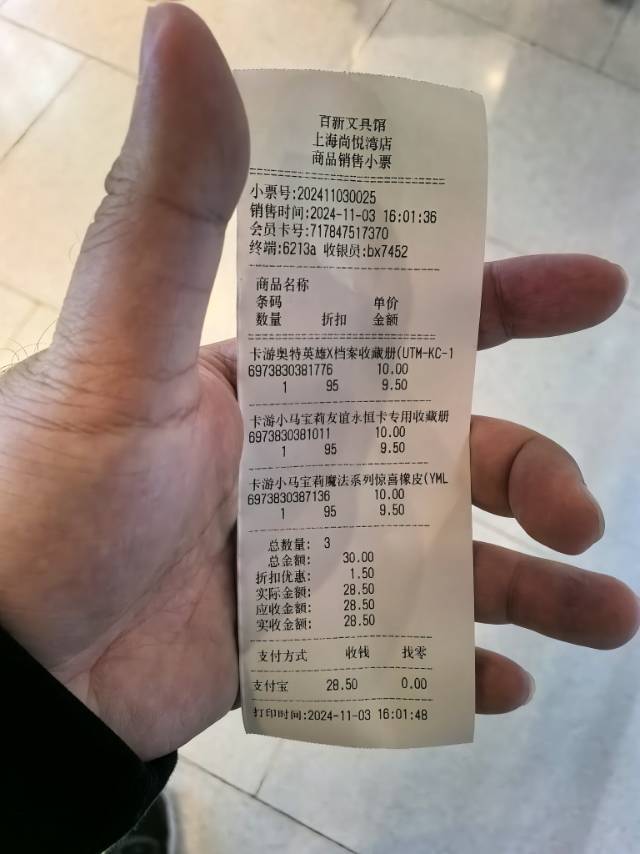 百新文具馆
上海尚悦湾店
商品销售小票
小票号:202411030025
销售时间:2024-11-03 16:01:36
会员卡号:717847517370
终端:6213a 收银员:bx7452
商品名称
条码 单价
数量 折扣 金额
卡游奥特英雄X档案收藏册(UTM-KC-1
6973830381776 10.00
1 95 9.50
卡游小马宝莉友谊永恒卡专用收藏册
6973830381011 10.00
1 95 9.50
卡游小马宝莉魔法系列惊喜橡皮(YML
6973830387136 10.00
1 95 9.50
总数量: 3
总金额: 30.00
折扣优惠: 1.50
实际金额: 28.50
应收金额: 28.50
实收金额: 28.50
支付方式 收钱 找零
支付宝 28.50 0.00
打印时间:2024-11-03 16:01:48